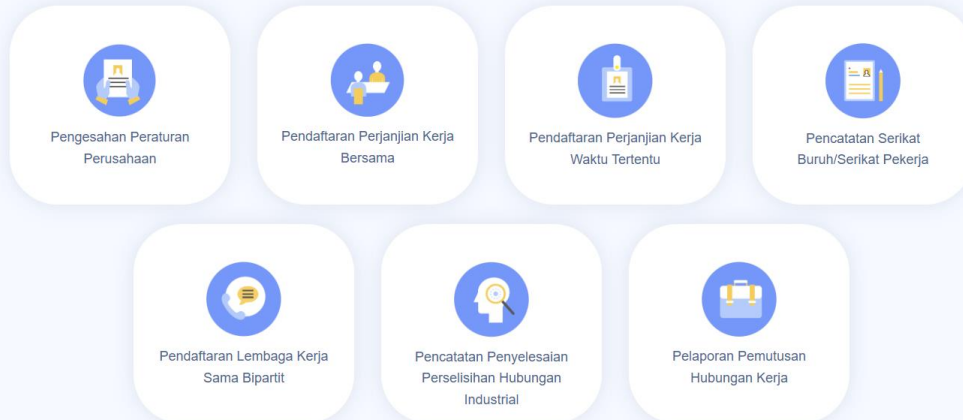 Pengesahan Peraturan
Perusahaan
Pendaftaran Perjanjian Kerja
Bersama
Pendaftaran Perjanjian Kerja
Waktu Tertentu
Pencatatan Serikat
Buruh/Serikat Pekerja
Pendaftaran Lembaga Kerja
Sama Bipartit
Pencatatan Penyelesaian
Perselisihan Hubungan
Industrial
Pelaporan Pemutusan
Hubungan Kerja